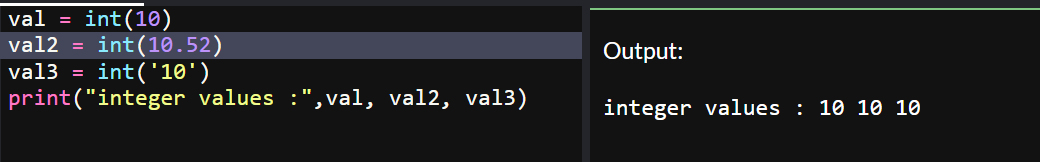 val = int(10)
val2 = int(10.52)
val3 = int('10')
print("integer values :",val, val2, val3)
Output:
integer values : 10 10 10